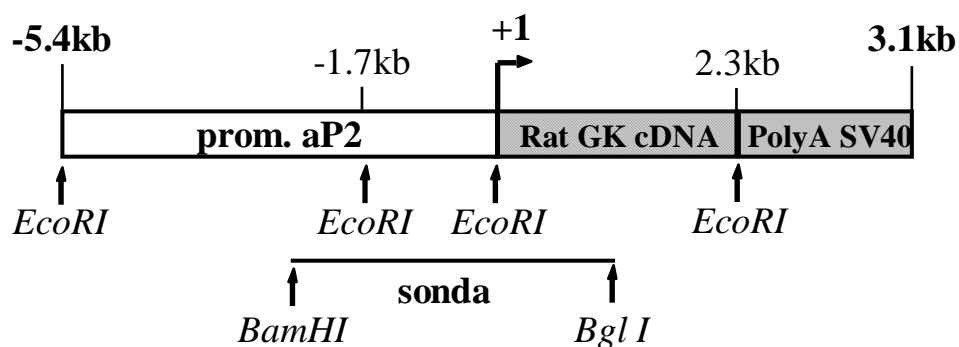 -5.4kb -1.7kb +1 2.3kb 3.1kb
prom. aP2 Rat GK cDNA PolyA SV40
EcoRI EcoRI EcoRI EcoRI
sonda
BamHI Bgl I